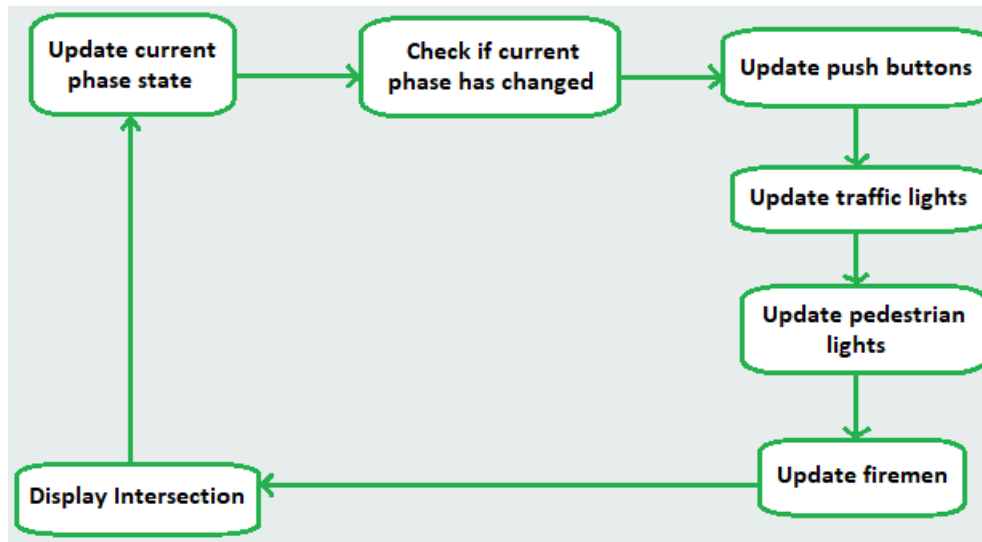 Update current
phase state
Check if current
phase has changed
Update push buttons
Update traffic lights
Update pedestrian
lights
Update firemen
Display Intersection